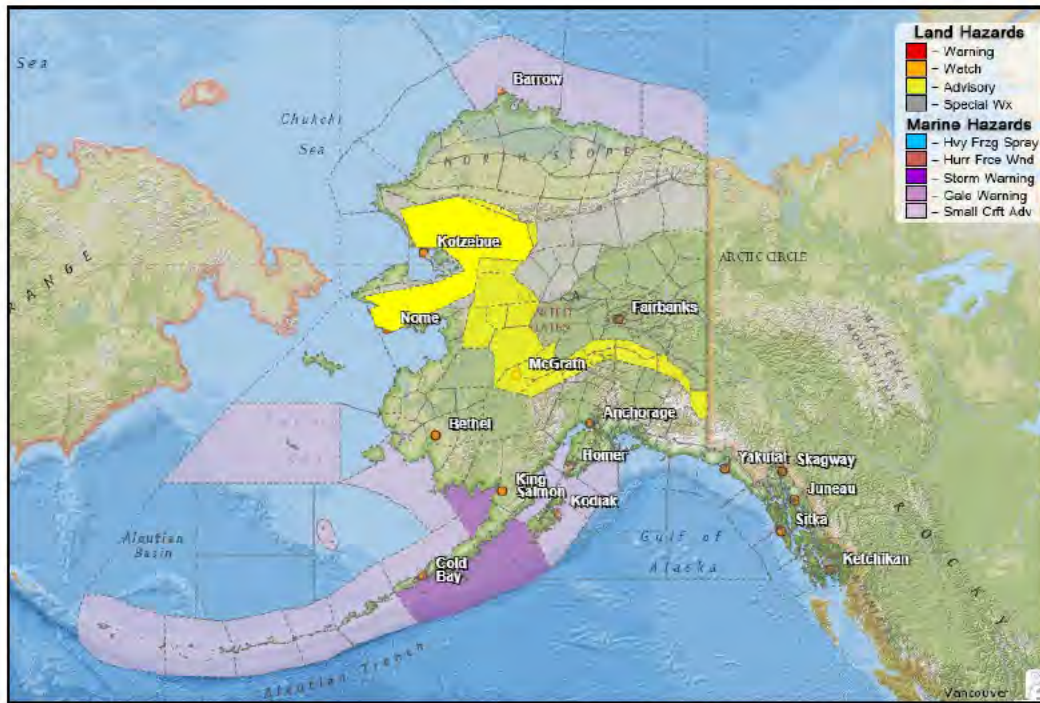 Sea
Chukchi
Sea
Barrow
NORTH SLOPE
Kotzebue
ARCTIC CIRCLE
RANGE
Nome
Fairbanks
McGrath
Anchorage
Bethel
Homer
Yakutat
Skagway
King
Salmon
Kodiak
Juneau
Sitka
Aleutian
Basin
Gulf of
Alaska
Ketchikan
Cold
Bay
Aleutian Trench
Vancouver
Land Hazards
– Warning
– Watch
– Advisory
– Special Wx
Marine Hazards
– Hvy Frzg Spray
– Hurr Frce Wnd
– Storm Warning
– Gale Warning
– Small Crft Adv